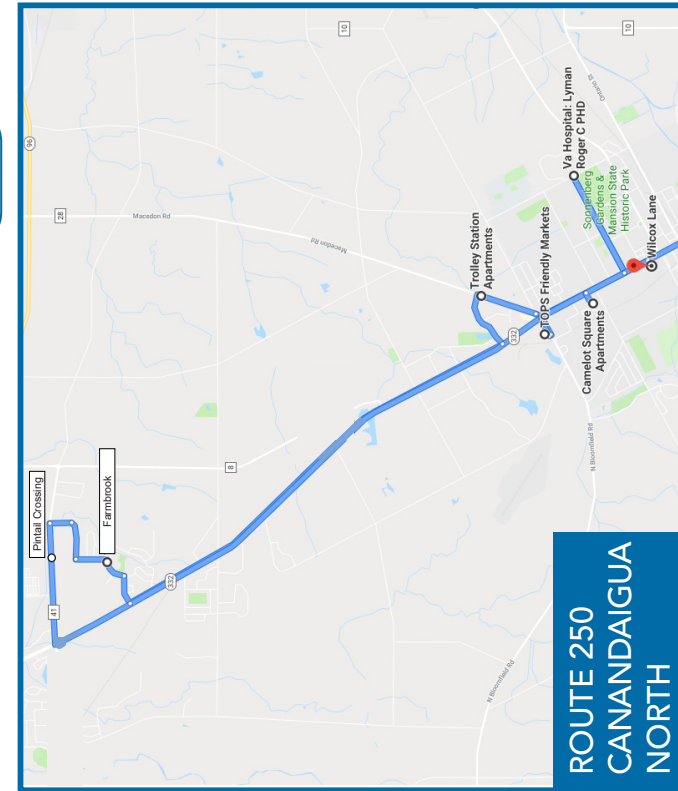 96
10
10
28
Macedon Rd
Macedon Rd
Ontario St
Va Hospital: Lyman
Roger C PHD
Sonnenberg
Gardens &
Mansion State
Historic Park
Trolley Station
Apartments
TOPS Friendly Markets
Wilcox Lane
332
Camelot Square
Apartments
N Bloomfield Rd
8
Pintail Crossing
Farmbrook
41
332
N Bloomfield Rd
ROUTE 250
CANANDAIGUA
NORTH